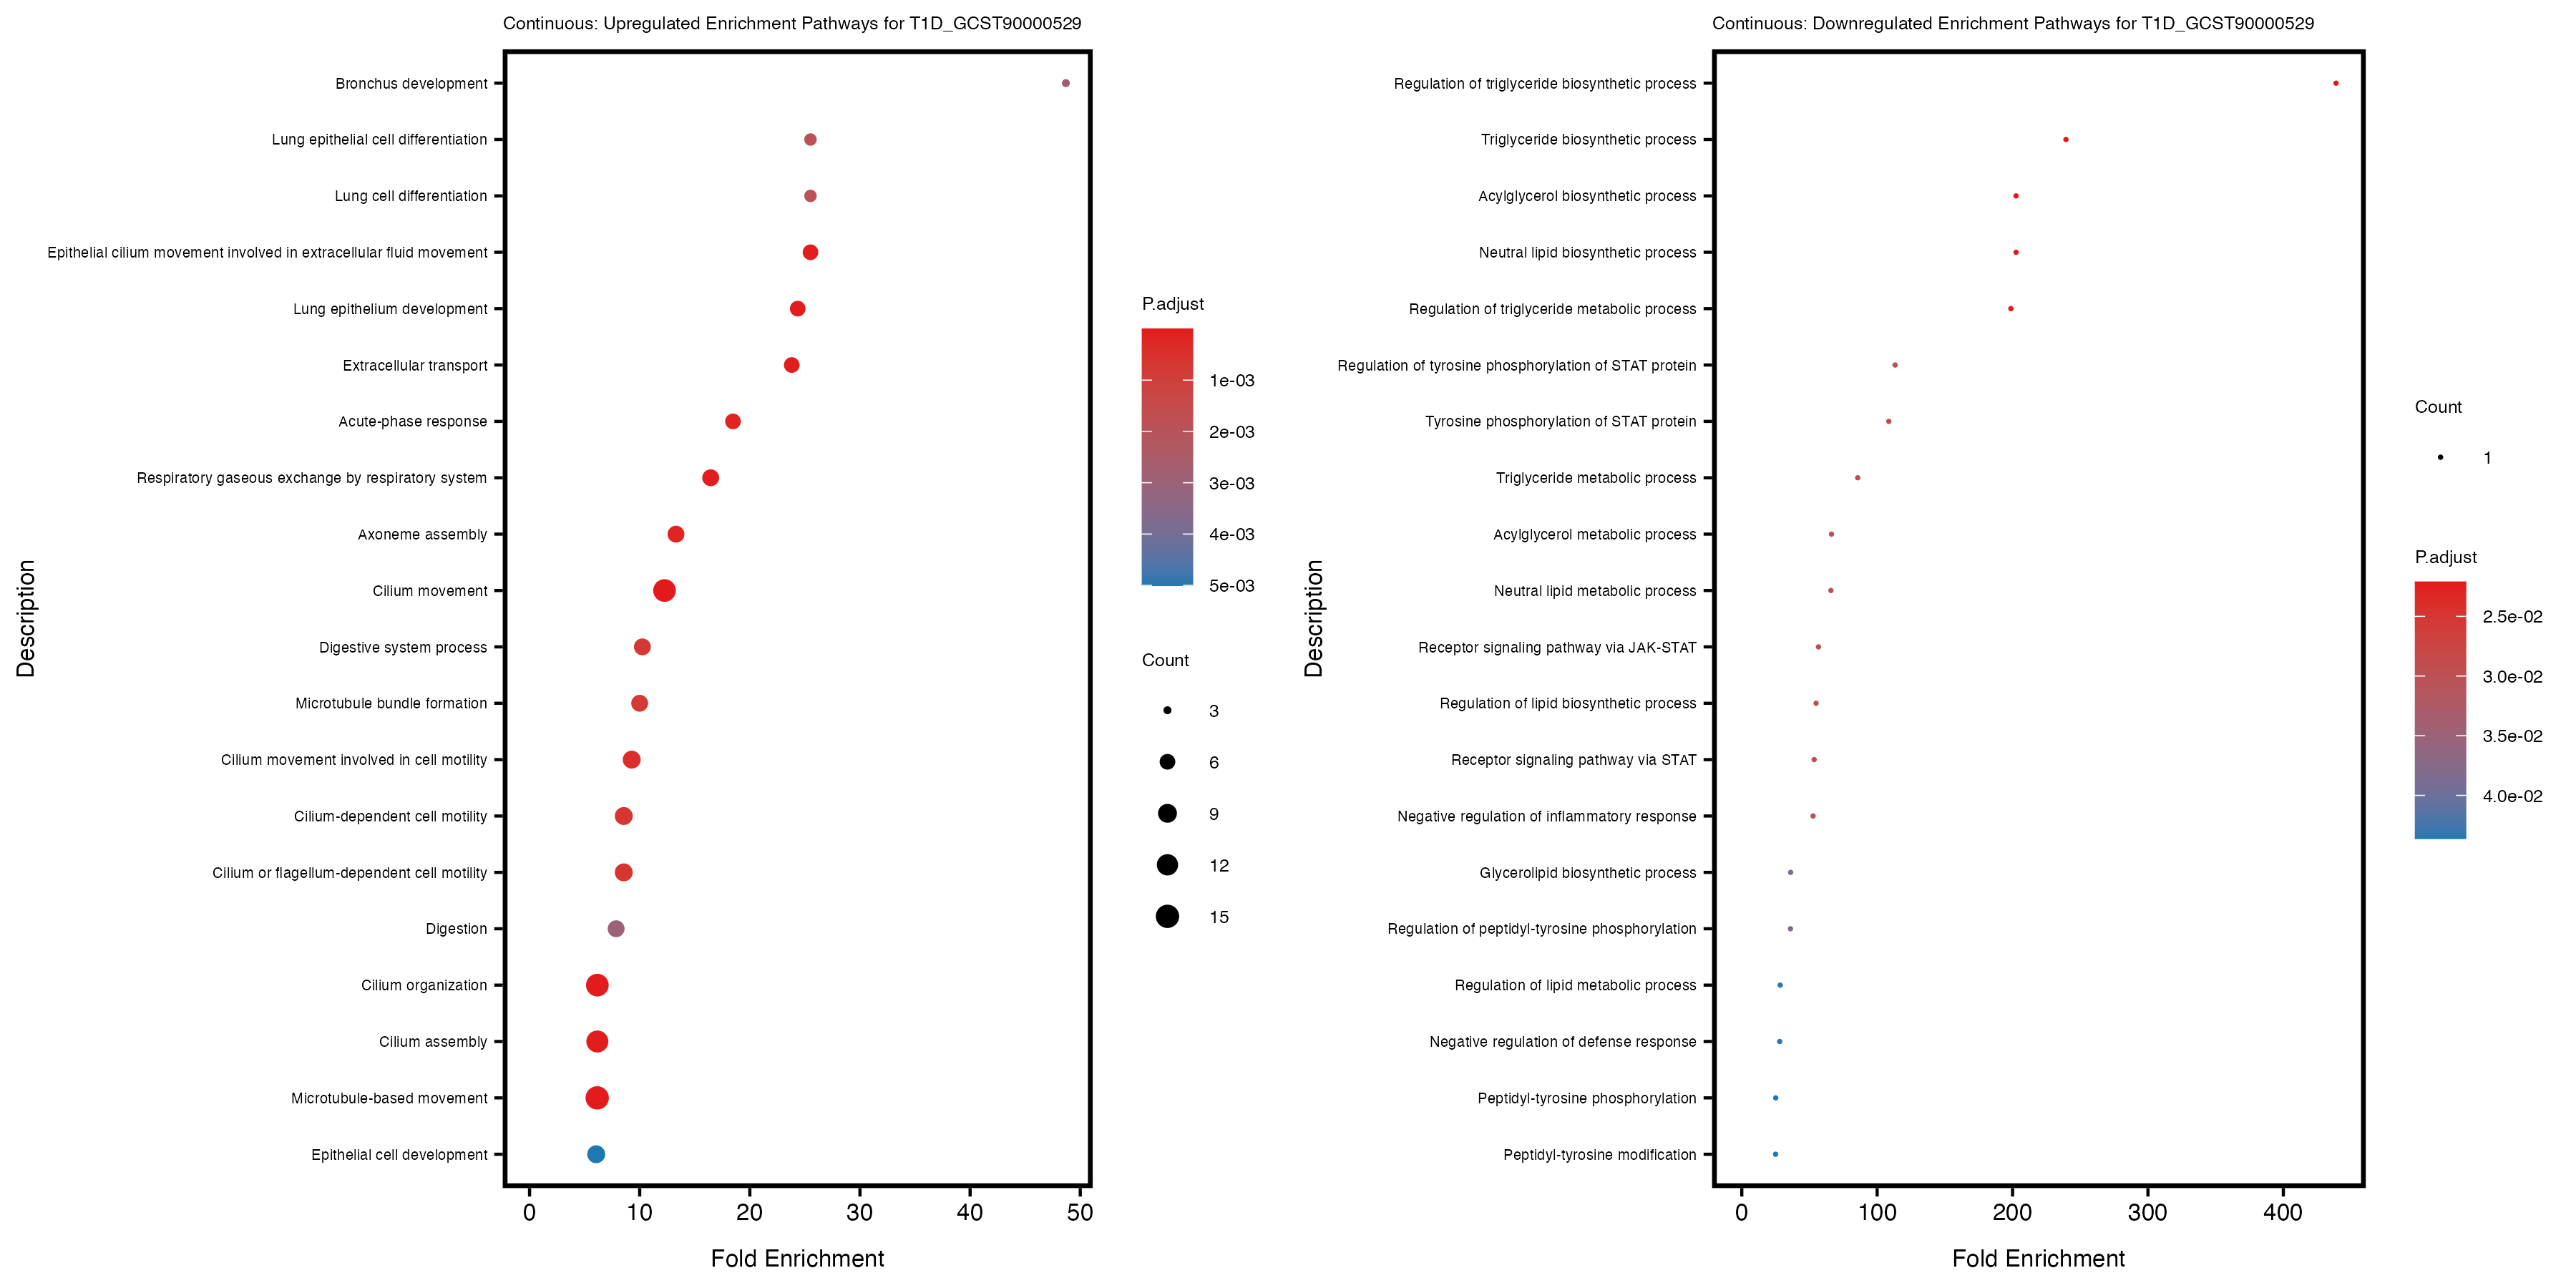 Continuous: Upregulated Enrichment Pathways for T1D_GCST90000529
Description
Bronchus development
Lung epithelial cell differentiation
Lung cell differentiation
Epithelial cilium movement involved in extracellular fluid movement
Lung epithelium development
Extracellular transport
Acute-phase response
Respiratory gaseous exchange by respiratory system
Axoneme assembly
Cilium movement
Digestive system process
Microtubule bundle formation
Cilium movement involved in cell motility
Cilium-dependent cell motility
Cilium or flagellum-dependent cell motility
Digestion
Cilium organization
Cilium assembly
Microtubule-based movement
Epithelial cell development
0 10 20 30 40 50
Fold Enrichment
P.adjust
1e-03
2e-03
3e-03
4e-03
5e-03
Count
3
6
9
12
15
Continuous: Downregulated Enrichment Pathways for T1D_GCST90000529
Description
Regulation of triglyceride biosynthetic process
Triglyceride biosynthetic process
Acylglycerol biosynthetic process
Neutral lipid biosynthetic process
Regulation of triglyceride metabolic process
Regulation of tyrosine phosphorylation of STAT protein
Tyrosine phosphorylation of STAT protein
Triglyceride metabolic process
Acylglycerol metabolic process
Neutral lipid metabolic process
Receptor signaling pathway via JAK-STAT
Regulation of lipid biosynthetic process
Receptor signaling pathway via STAT
Negative regulation of inflammatory response
Glycerolipid biosynthetic process
Regulation of peptidyl-tyrosine phosphorylation
Regulation of lipid metabolic process
Negative regulation of defense response
Peptidyl-tyrosine phosphorylation
Peptidyl-tyrosine modification
0 100 200 300 400
Fold Enrichment
Count
1
P.adjust
2.5e-02
3.0e-02
3.5e-02
4.0e-02